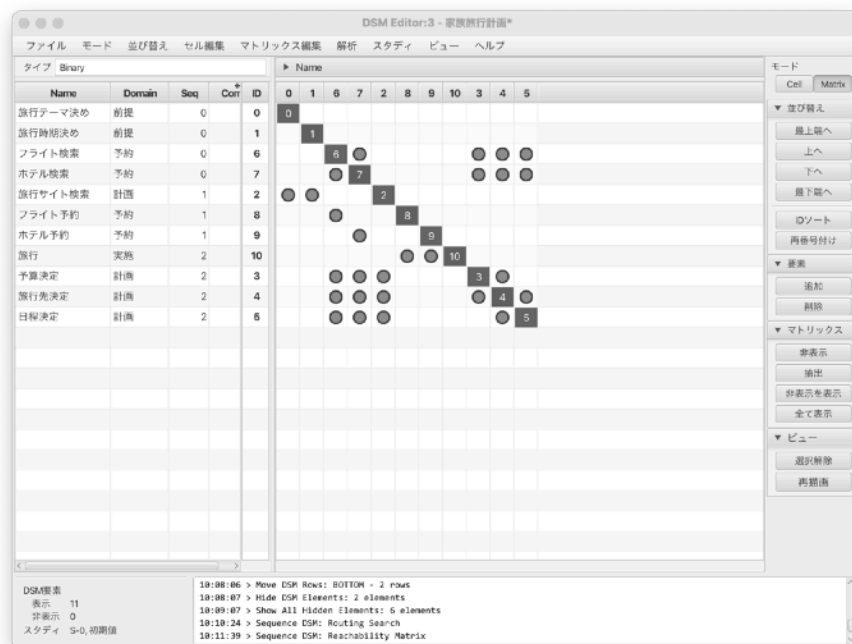 DSM Editor:3 - 家族旅行計画*
ファイル モード 並び替え セル編集 マトリックス編集 解析 スタディ ビュー ヘルプ
タイプ Binary
▶ Name
モード
Cell Matrix
Name Domain Seq Com ID 0 1 6 7 2 8 9 10 3 4 5
旅行テーマ決め 前提 0 0 0
旅行時期決め 前提 0 1 1
フライト検索 予約 0 6 6
ホテル検索 予約 0 7 7
旅行サイト検索 計画 1 2 2
フライト予約 予約 1 8 8
ホテル予約 予約 1 9 9
旅行 実施 2 10 10
予算決定 計画 2 3 3
旅行先決定 計画 2 4 4
日程決定 計画 2 5 5
▼ 並び替え
最上端へ
上へ
下へ
最下端へ
IDソート
再番号付け
▼ 要素
追加
削除
▼ マトリックス
非表示
抽出
非表示を表示
全て表示
▼ ビュー
選択解除
再描画
DSM要素
表示 11
非表示 0
スタディ S-0, 初期値
10:08:06 > Move DSM Rows: BOTTOM - 2 rows
10:08:07 > Hide DSM Elements: 2 elements
10:09:07 > Show All Hidden Elements: 6 elements
10:10:24 > Sequence DSM: Routing Search
10:11:39 > Sequence DSM: Reachability Matrix